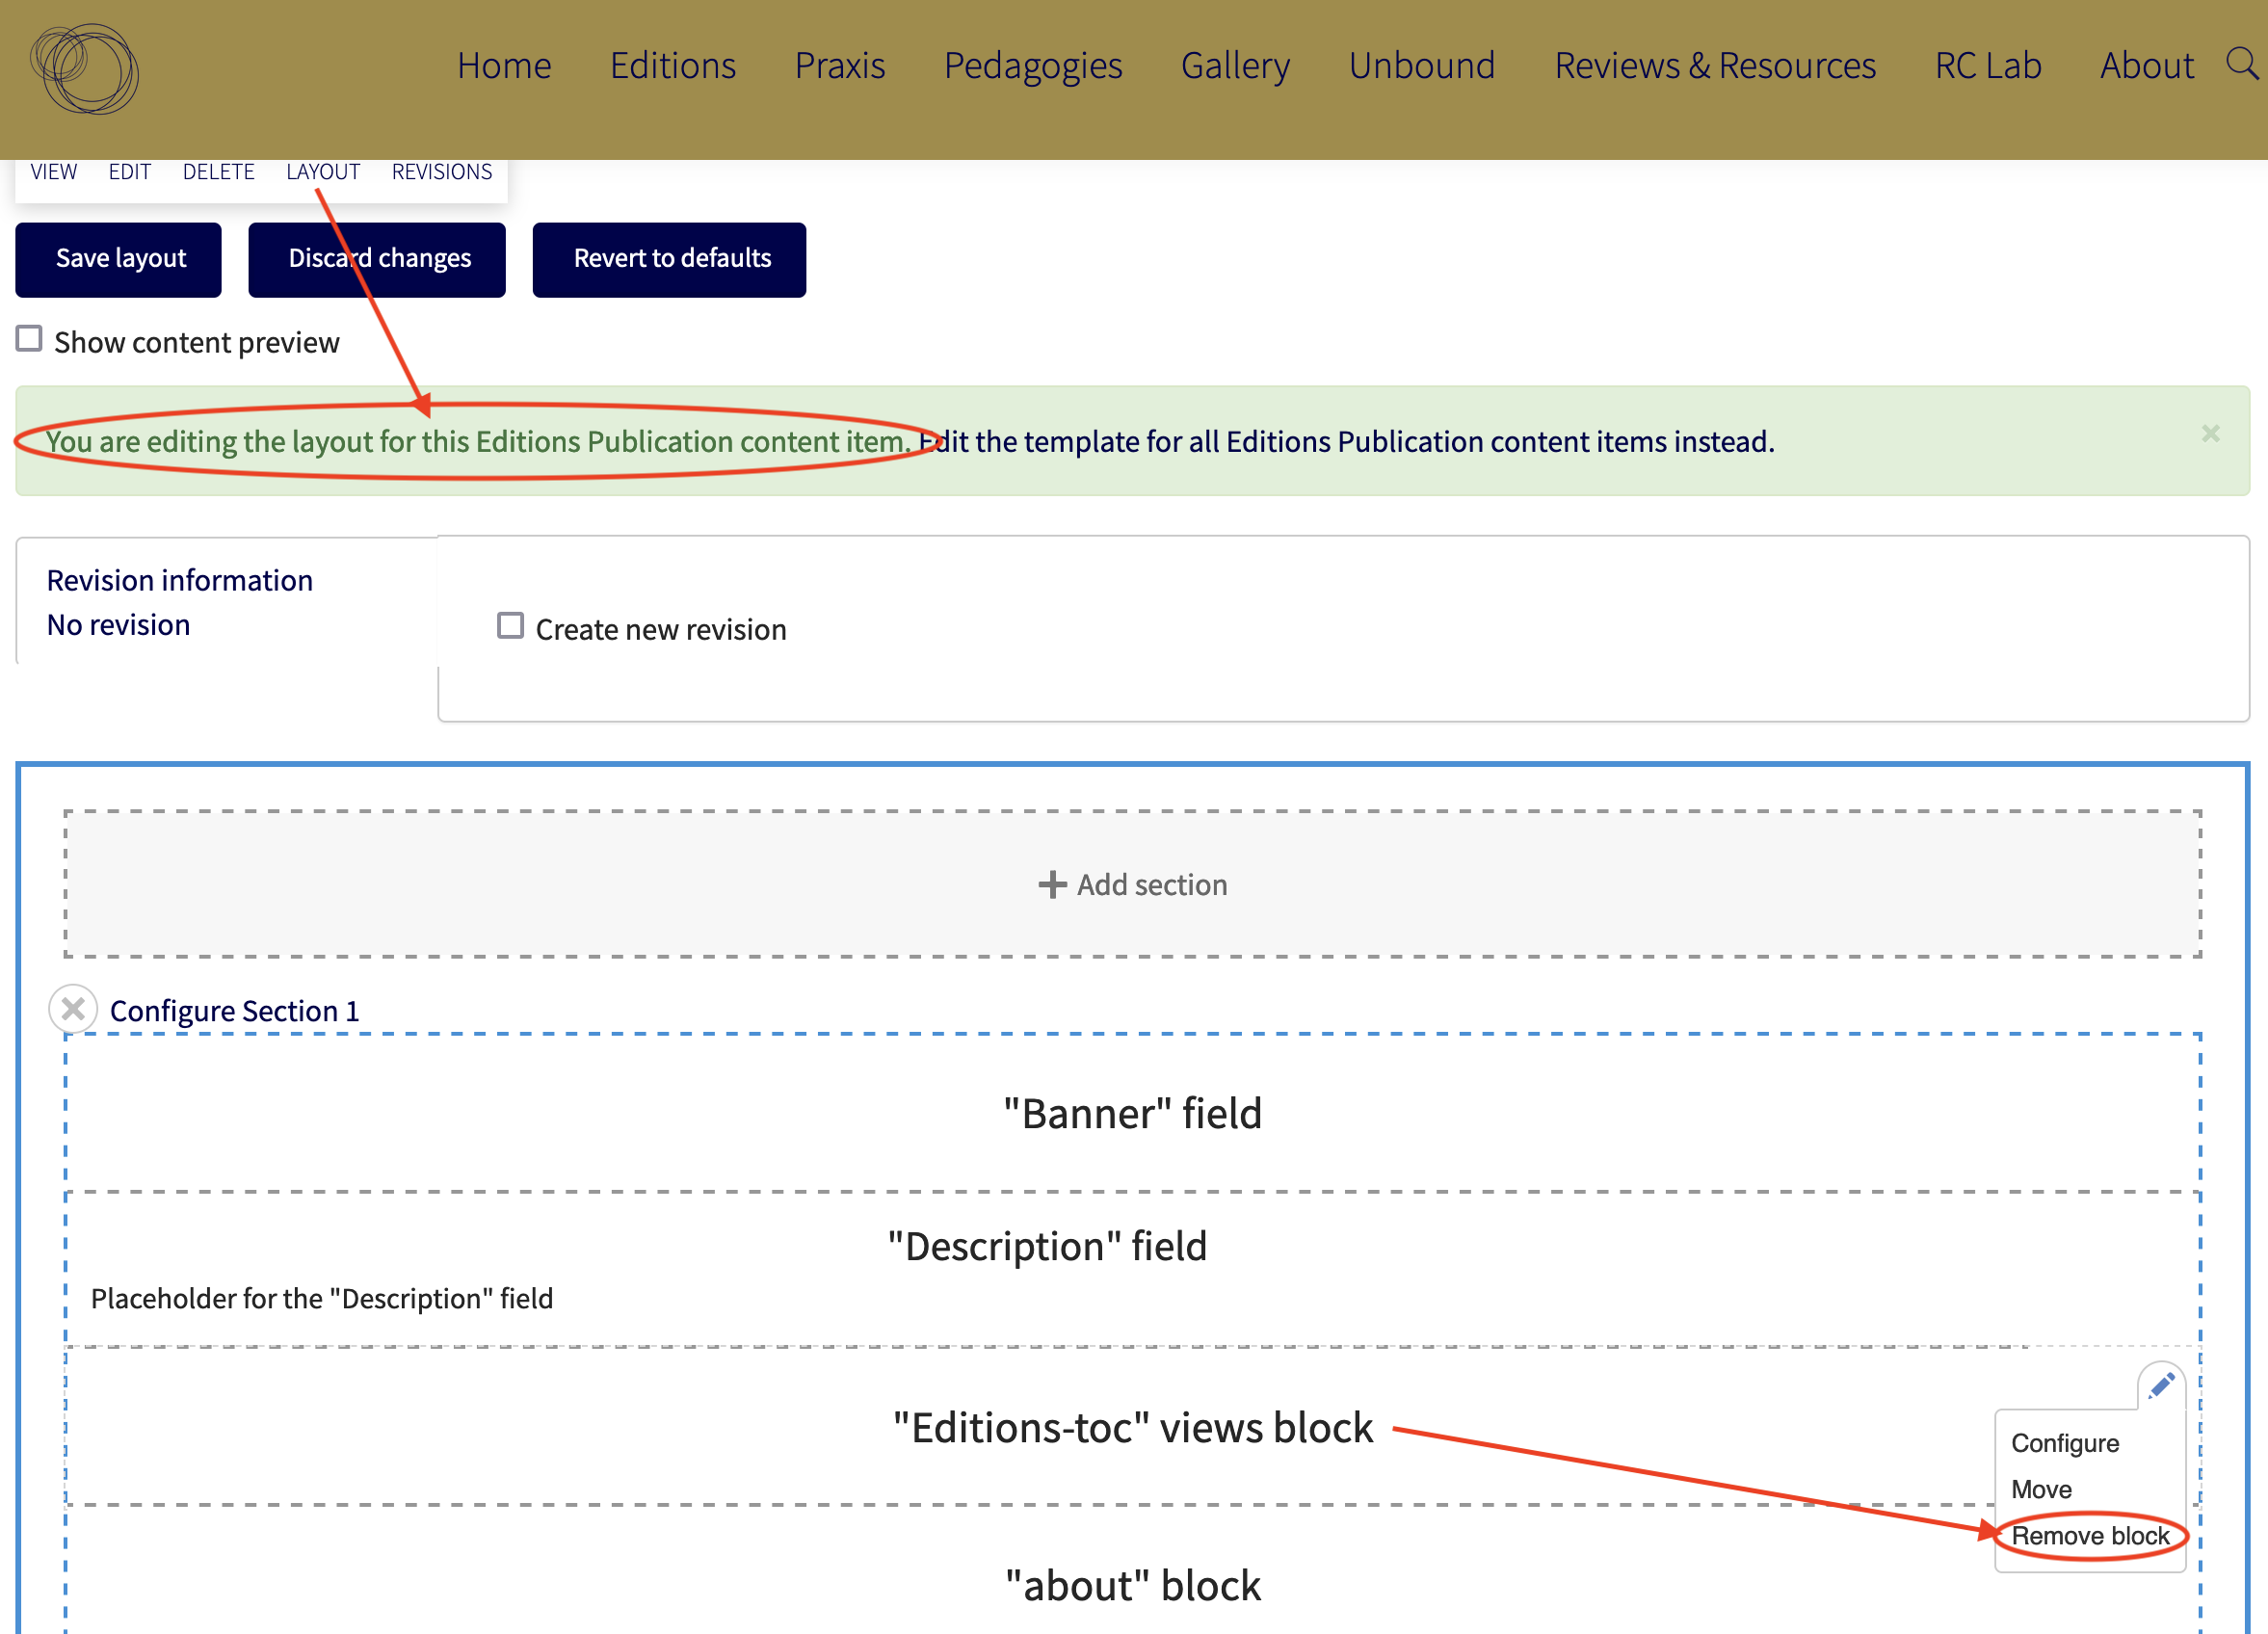 Home Editions Praxis Pedagogies Gallery Unbound Reviews & Resources RC Lab About
VIEW EDIT DELETE LAYOUT REVISIONS
Save layout Discard changes Revert to defaults
Show content preview
You are editing the layout for this Editions Publication content item. Edit the template for all Editions Publication content items instead.
Revision information
No revision
Create new revision
Add section
Configure Section 1
"Banner" field
"Description" field
Placeholder for the "Description" field
"Editions-toc" views block
Configure
Move
Remove block
"about" block